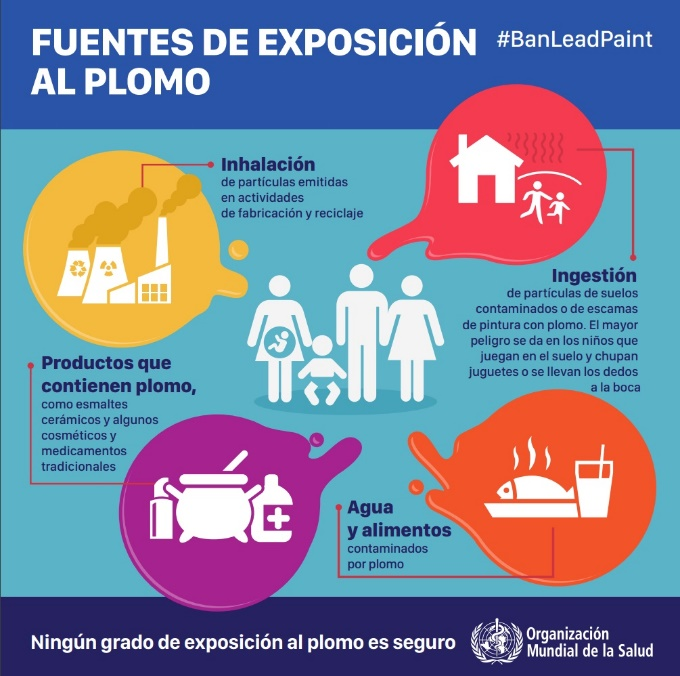 FUENTES DE EXPOSICIÓN
AL PLOMO
#BanLeadPaint
Inhalación
de partículas emitidas
en actividades
de fabricación y reciclaje
Ingestión
de partículas de suelos
contaminados o de escamas
de pintura con plomo. El mayor
peligro se da en los niños que
juegan en el suelo y chupan
juguetes o se llevan los dedos
a la boca
Productos que
contienen plomo,
como esmaltes
cerámicos y algunos
cosméticos y
medicamentos
tradicionales
Agua
y alimentos
contaminados
por plomo
Ningún grado de exposición al plomo es seguro
Organización
Mundial de la Salud